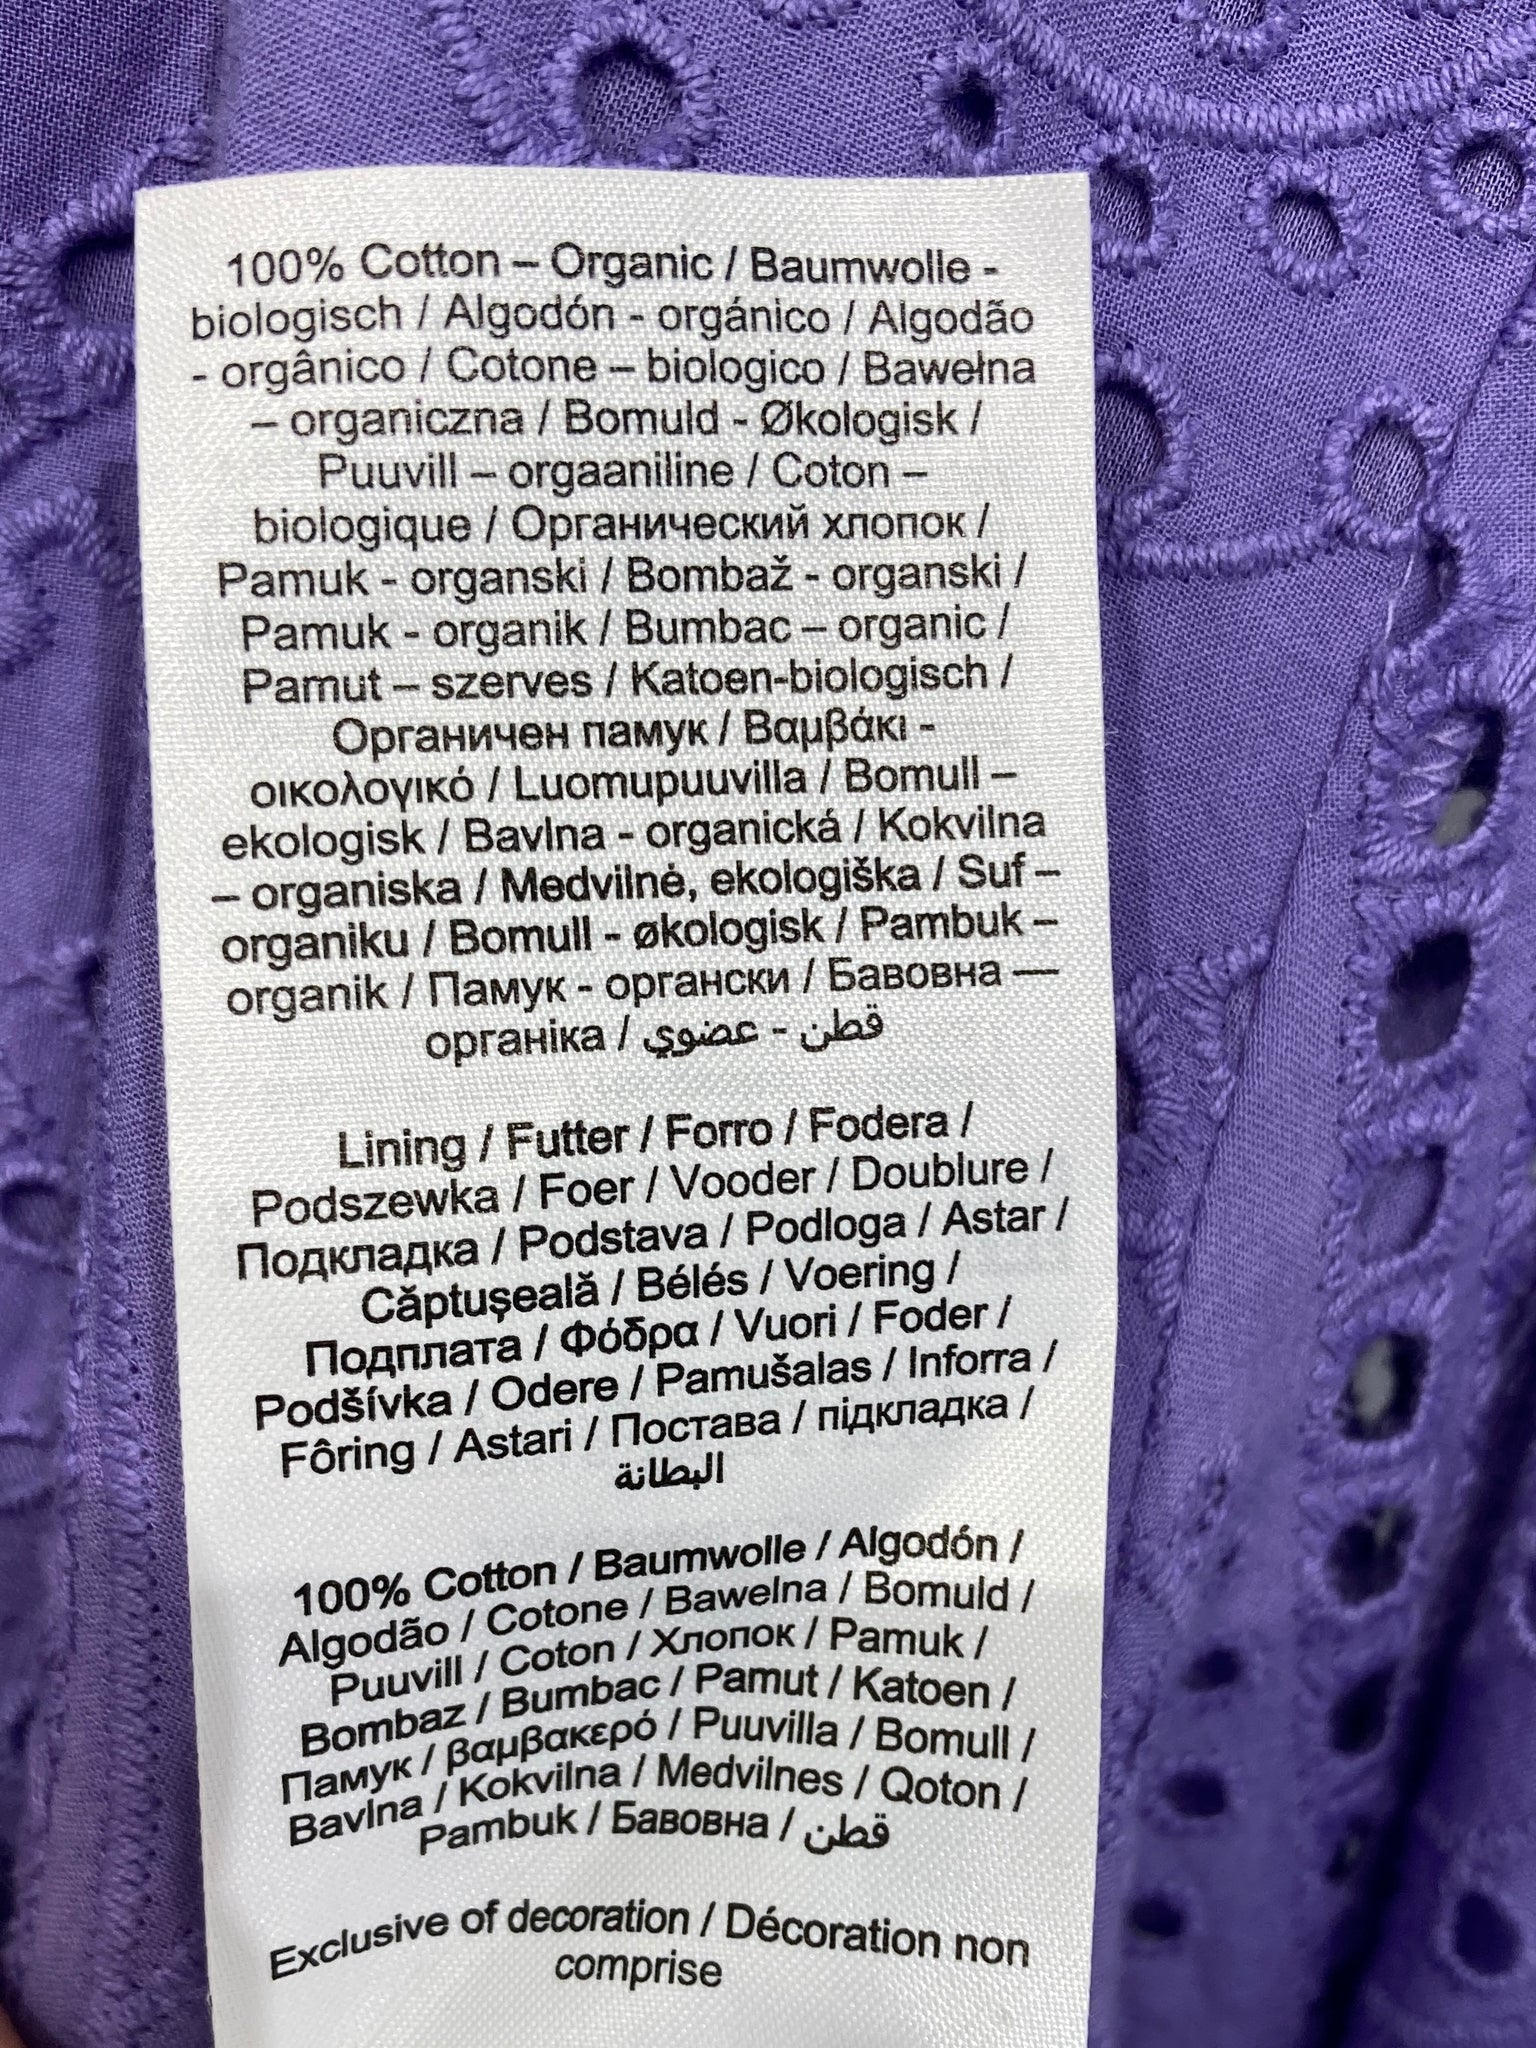 100% Cotton – Organic / Baumwolle -
biologisch / Algodón - orgánico / Algodão
- orgânico / Cotone – biologico / Bawełna
– organiczna / Bomuld - Økologisk /
Puuvill – orgaaniline / Coton –
biologique / Органический хлопок /
Pamuk - organski / Bombaž - organski /
Pamuk - organik / Bumbac – organic /
Pamut – szerves / Katoen-biologisch /
Органичен памук / Βαμβάκι -
οικολογικό / Luomupuuvilla / Bomull –
ekologisk / Bavlna - organická / Kokvilna
– organiska / Medvilnė, ekologiška / Suf –
organiku / Bomull - økologisk / Pambuk –
organik / Памук - органски / Бавовна —
органіка / قطن - عضوي
Lining / Futter / Forro / Fodera /
Podszewka / Foer / Vooder / Doublure /
Подкладка / Podstava / Podloga / Astar /
Căptuşeală / Bélés / Voering /
Подплата / Φόδρα / Vuori / Foder /
Podšívka / Odere / Pamušalas / Inforra /
Fôring / Astari / Постава / підкладка /
البطانة
100% Cotton / Baumwolle / Algodón /
Algodão / Cotone / Bawelna / Bomuld /
Puuvill / Coton / Хлопок / Pamuk /
Bombaz / Bumbac / Pamut / Katoen /
Памук / βαμβακερό / Puuvilla / Bomull /
Bavlna / Kokvilna / Medvilnes / Qoton /
Pambuk / Бавовна / قطن
Exclusive of decoration / Décoration non
comprise